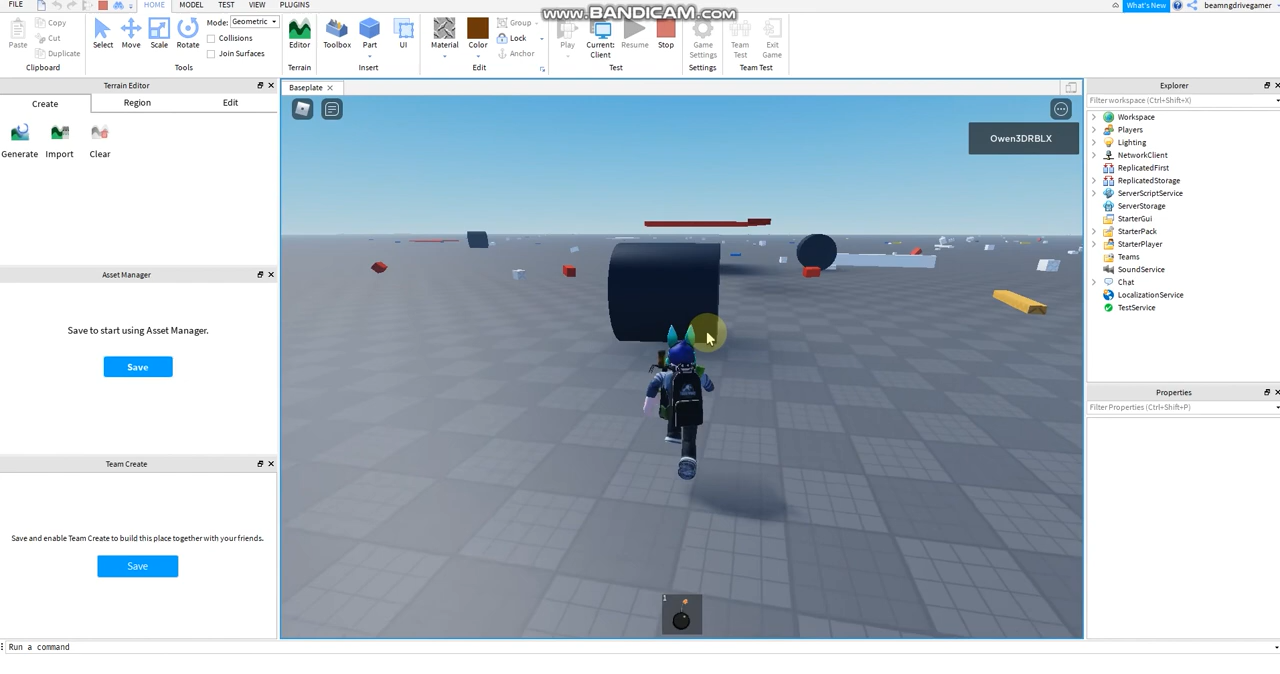 www.BANDICAM.com
FILE HOME MODEL TEST VIEW PLUGINS What's New beamngdrivegamer
Paste Copy Cut Duplicate Clipboard
Select Move Scale Rotate Mode: Geometric Collisions Join Surfaces Tools
Editor Terrain
Toolbox Part UI Insert
Material Color Group Lock Anchor Edit
Play Current: Client Resume Stop Test
Game Settings Settings
Team Test Exit Game Team Test
Terrain Editor
Create Region Edit
Generate Import Clear
Asset Manager
Save to start using Asset Manager.
Save
Team Create
Save and enable Team Create to build this place together with your friends.
Save
Baseplate
Owen3DRBLX
1
Explorer
Filter workspace (Ctrl+Shift+X)
Workspace
Players
Lighting
NetworkClient
ReplicatedFirst
ReplicatedStorage
ServerScriptService
ServerStorage
StarterGui
StarterPack
StarterPlayer
Teams
SoundService
Chat
LocalizationService
TestService
Properties
Filter Properties (Ctrl+Shift+P)
Run a command